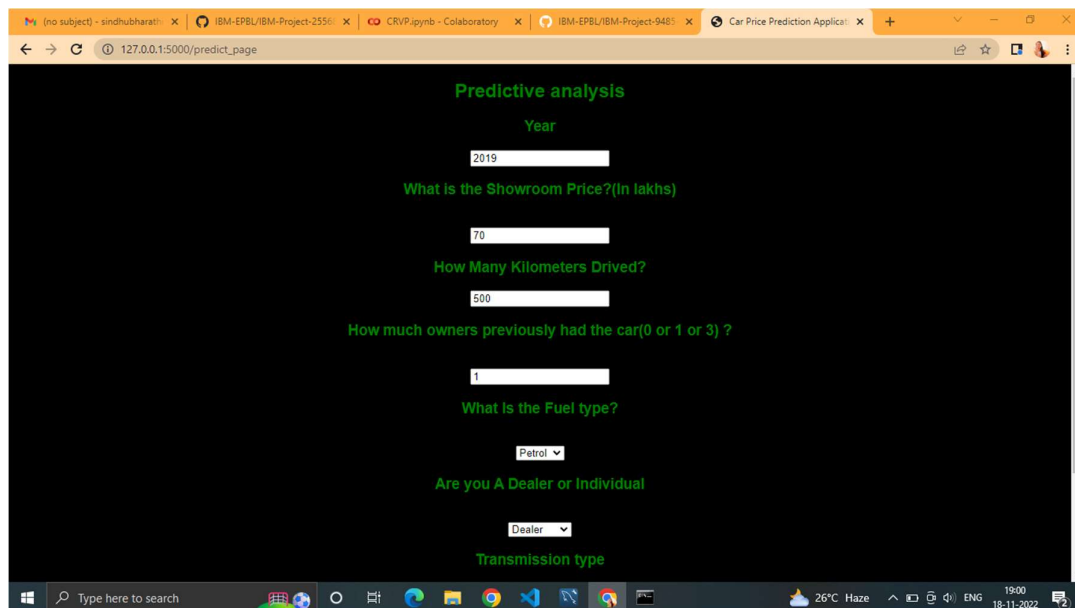 (no subject) - sindhubharath
IBM-EPBL/IBM-Project-2556
CRVP.ipynb - Colaboratory
IBM-EPBL/IBM-Project-9485-
Car Price Prediction Applicat
127.0.0.1:5000/predict_page
Predictive analysis
Year
2019
What is the Showroom Price?(In lakhs)
70
How Many Kilometers Drived?
500
How much owners previously had the car(0 or 1 or 3) ?
1
What Is the Fuel type?
Petrol
Are you A Dealer or Individual
Dealer
Transmission type
Type here to search
26°C Haze
ENG
19:00
18-11-2022
2